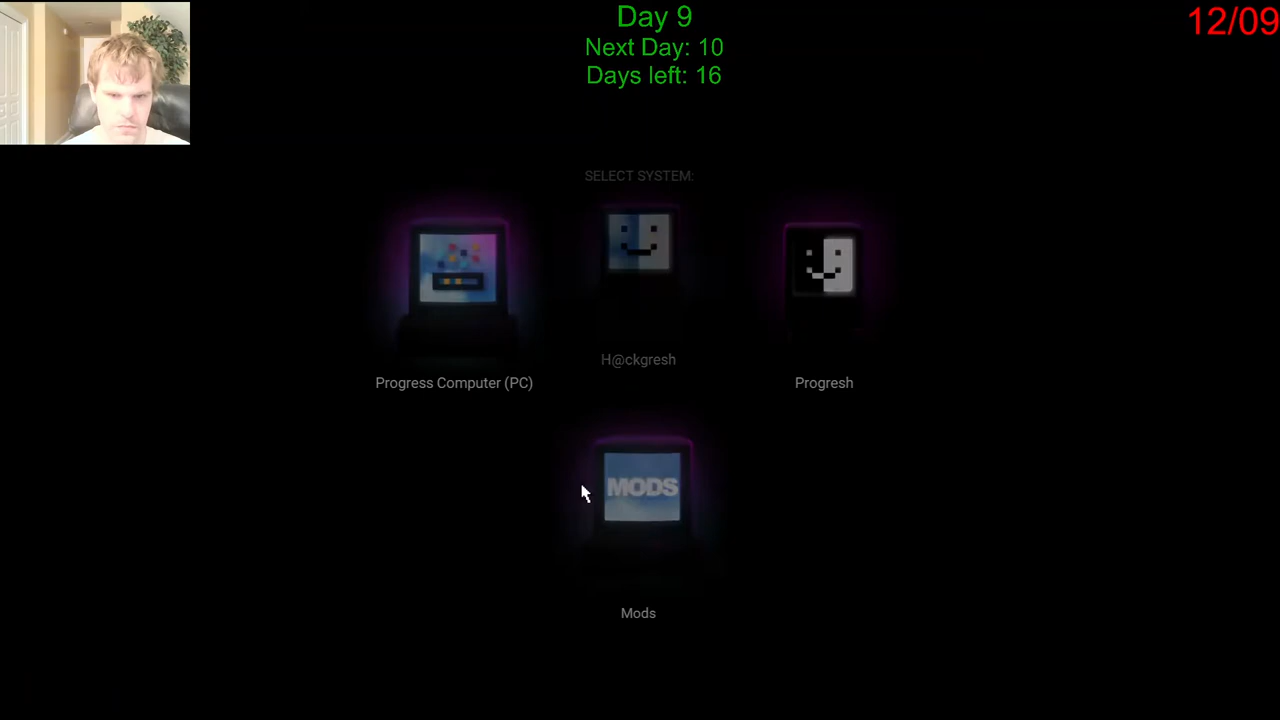 Day 9
Next Day: 10
Days left: 16
12/09
SELECT SYSTEM:
H@ckgresh
Progress Computer (PC)
Progresh
MODS
Mods